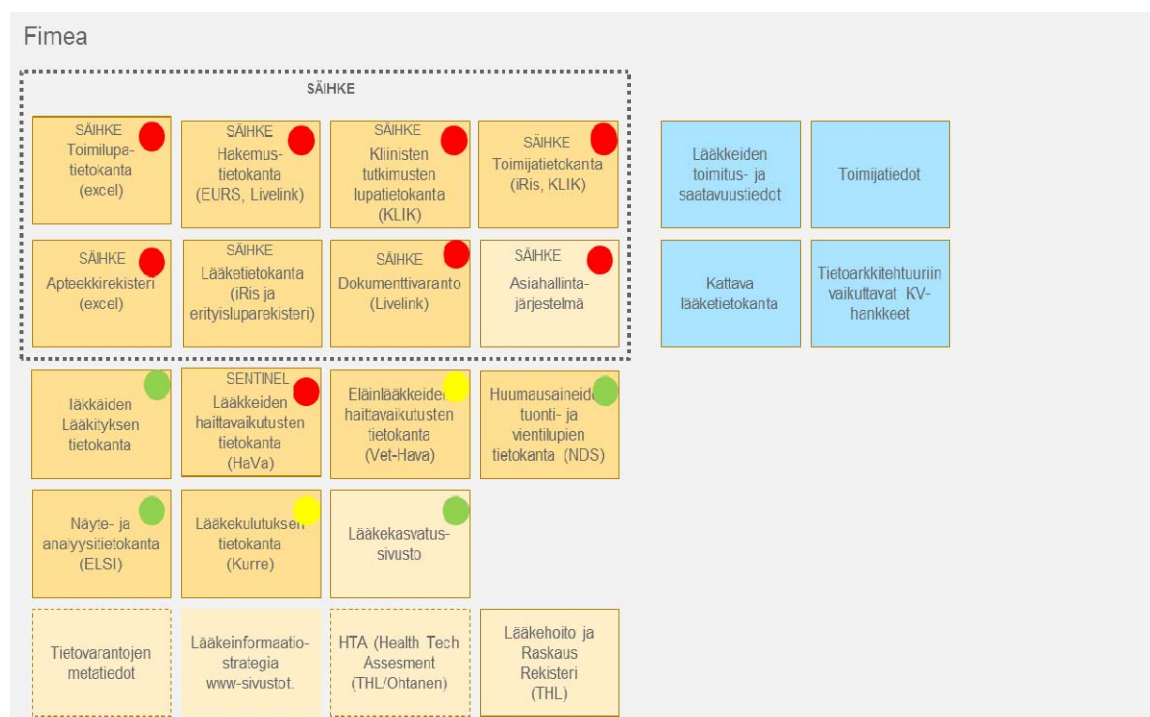 Fimea
SÄIHKE
SÄIHKE
Toimilupa-
tietokanta
(excel)
SÄIHKE
Hakemus-
tietokanta
(EURS, Livelink)
SÄIHKE
Kliinisten
tutkimusten
lupatietokanta
(KLIK)
SÄIHKE
Toimijatietokanta
(iRis, KLIK)
Lääkkeiden
toimitus- ja
saatavuustiedot
Toimijatiedot
SÄIHKE
Apteekkirekisteri
(excel)
SÄIHKE
Lääketietokanta
(iRis ja
erityisluparekisteri)
SÄIHKE
Dokumenttivaranto
(Livelink)
SÄIHKE
Asiahallinta-
järjestelmä
Kattava
lääketietokanta
Tietoarkkitehtuuriin
vaikuttavat KV-
hankkeet
Iäkkäiden
Lääkityksen
tietokanta
SENTINEL
Lääkkeiden
haittavaikutusten
tietokanta
(HaVa)
Eläinlääkkeiden
haittavaikutusten
tietokanta
(Vet-Hava)
Huumausaineiden
tuonti- ja
vientilupien
tietokanta (NDS)
Näyte- ja
analyysitietokanta
(ELSI)
Lääkekulutuksen
tietokanta
(Kurre)
Lääkekasvatus-
sivusto
Tietovarantojen
metatiedot
Lääkeinformaatio-
strategia
www-sivustot.
HTA (Health Tech
Assesment
(THL/Ohtanen)
Lääkehoito ja
Raskaus
Rekisteri
(THL)